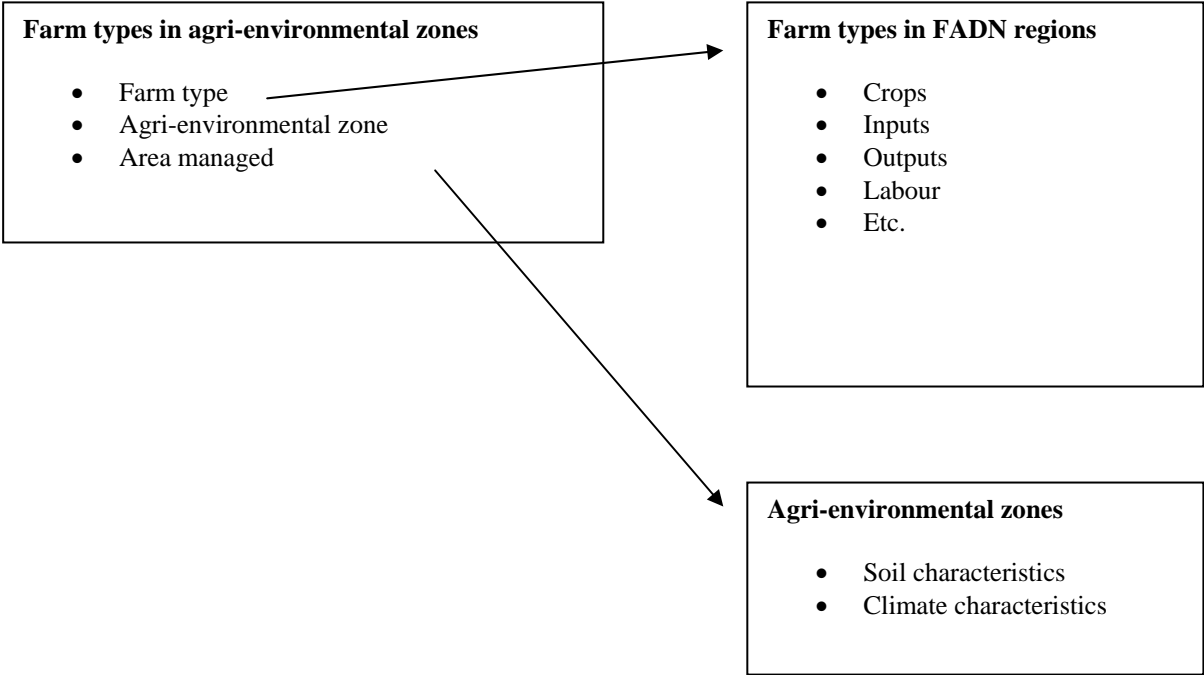 Farm types in agri-environmental zones
• Farm type
• Agri-environmental zone
• Area managed
Farm types in FADN regions
• Crops
• Inputs
• Outputs
• Labour
• Etc.
Agri-environmental zones
• Soil characteristics
• Climate characteristics